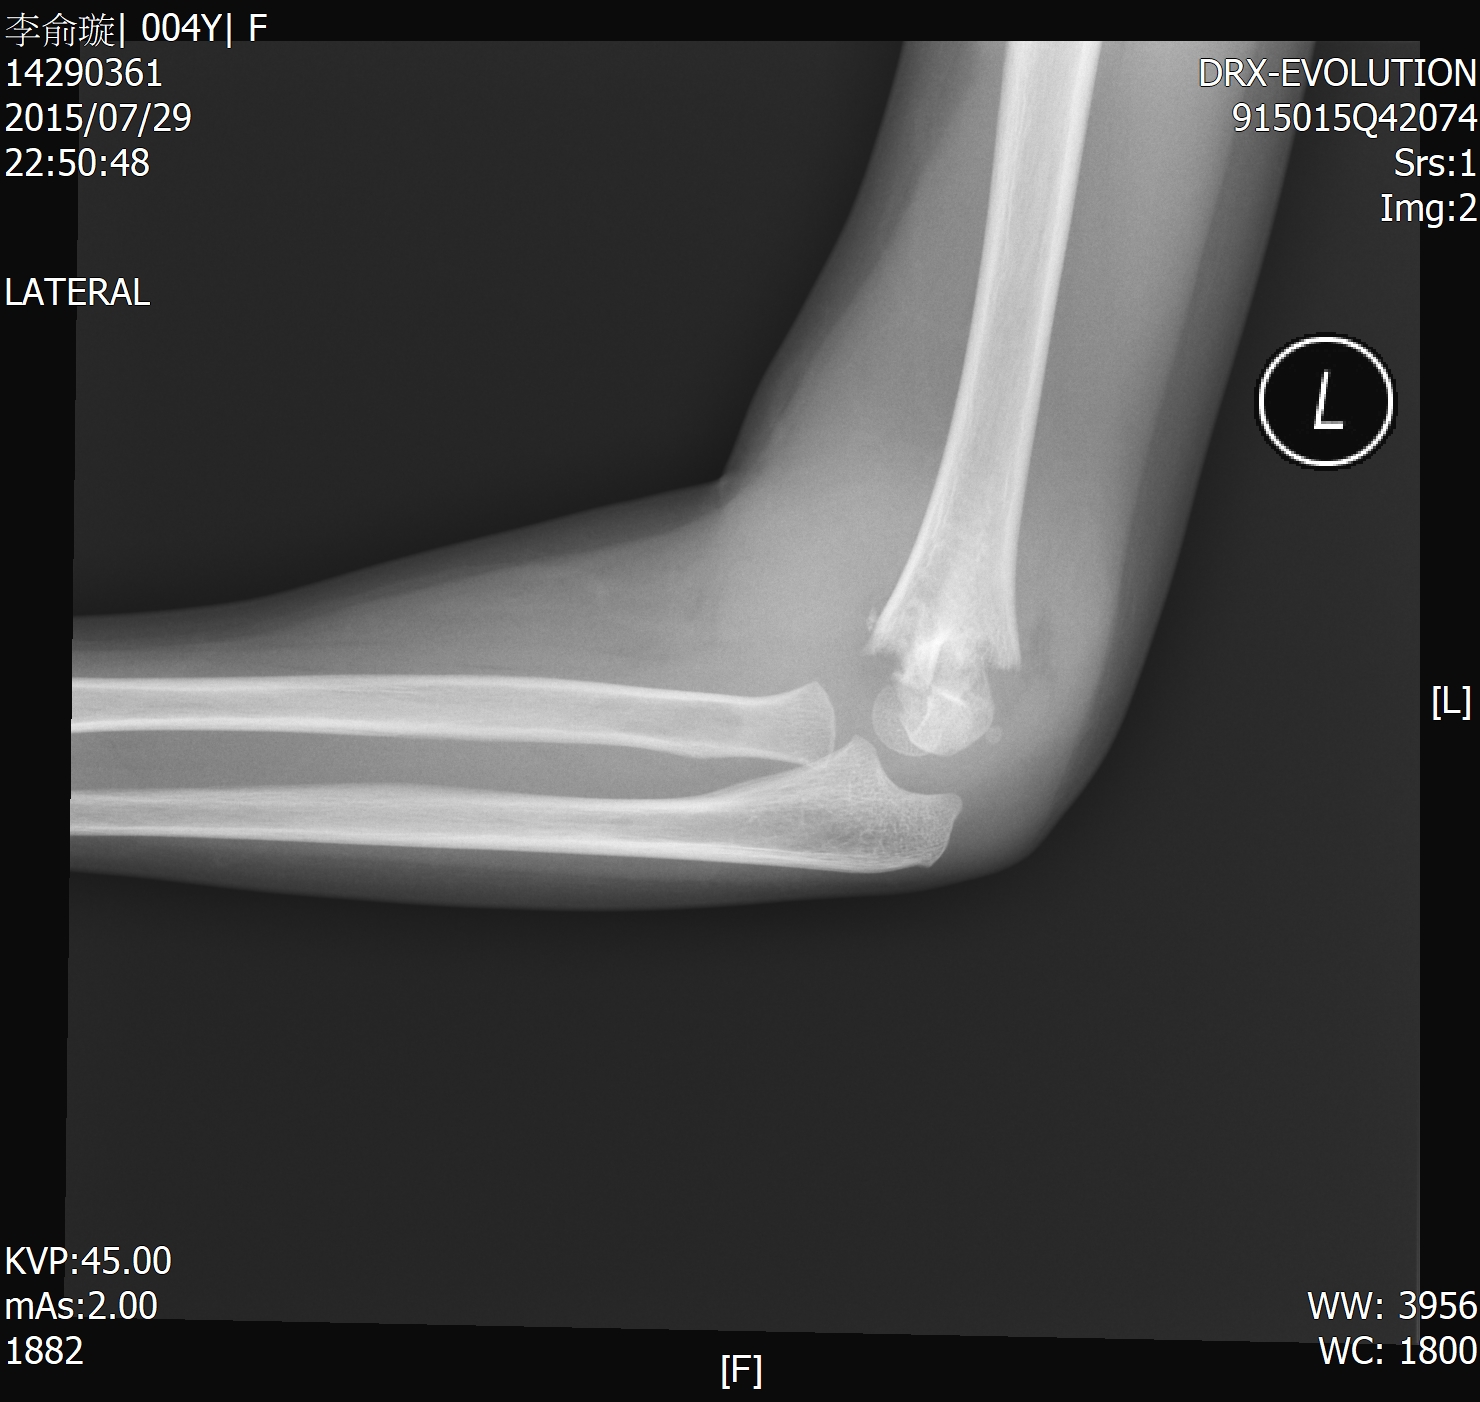 李俞璇| 004Y| F
14290361
2015/07/29
22:50:48
LATERAL
DRX-EVOLUTION
915015Q42074
Srs:1
Img:2
L
[L]
KVP:45.00
mAs:2.00
1882
[F]
WW: 3956
WC: 1800